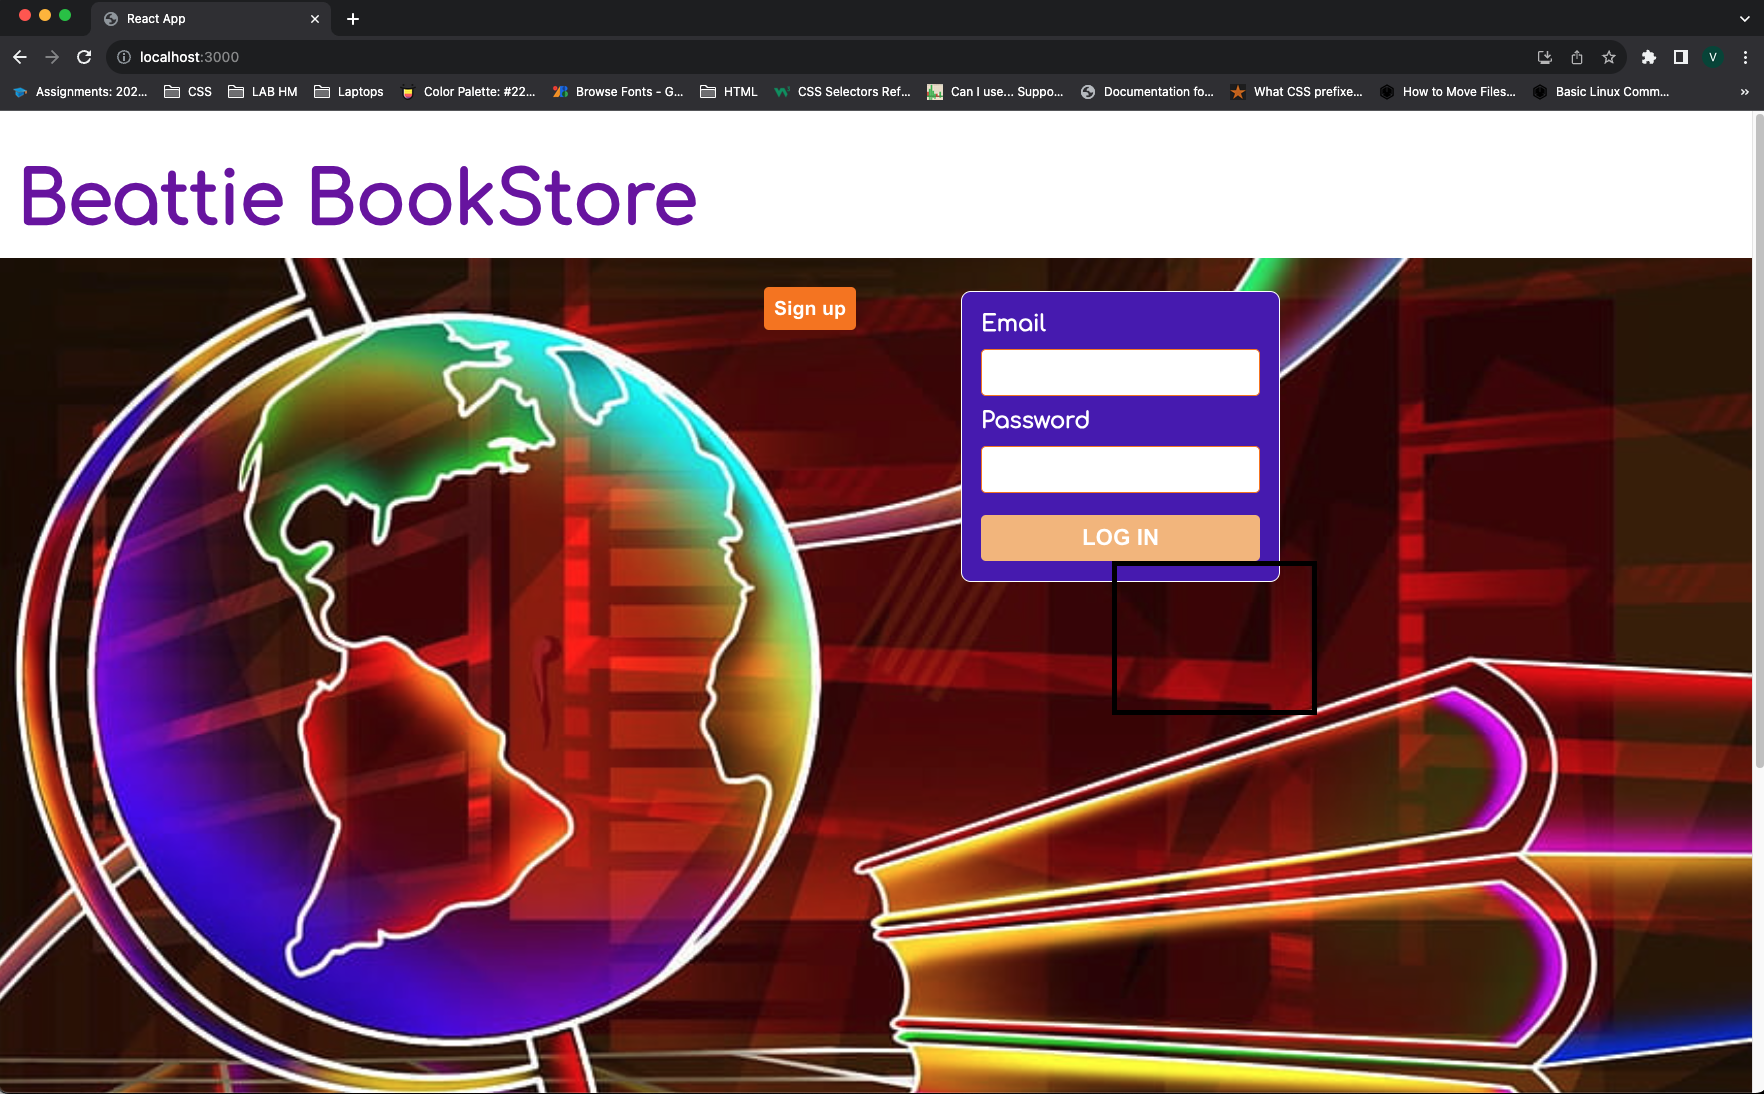 React App
localhost:3000
V
Assignments: 202... CSS LAB HM Laptops Color Palette: #22... Browse Fonts - G... HTML CSS Selectors Ref... Can I use... Suppo... Documentation fo... What CSS prefixe... How to Move Files... Basic Linux Comm...
Beattie BookStore
Sign up
Email
Password
LOG IN